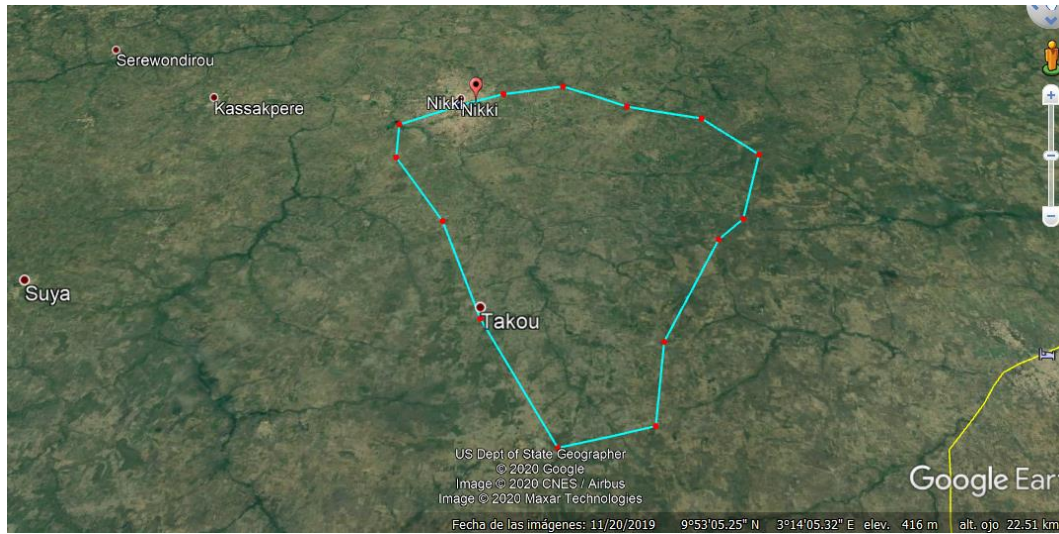 Serewondirou
Kassakpere
Nikki
Nikki
Suya
Takou
US Dept of State Geographer
© 2020 Google
Image © 2020 CNES / Airbus
Image © 2020 Maxar Technologies
Google Ear
Fecha de las imágenes: 11/20/2019 9°53'05.25" N 3°14'05.32" E elev. 416 m alt. ojo 22.51 km